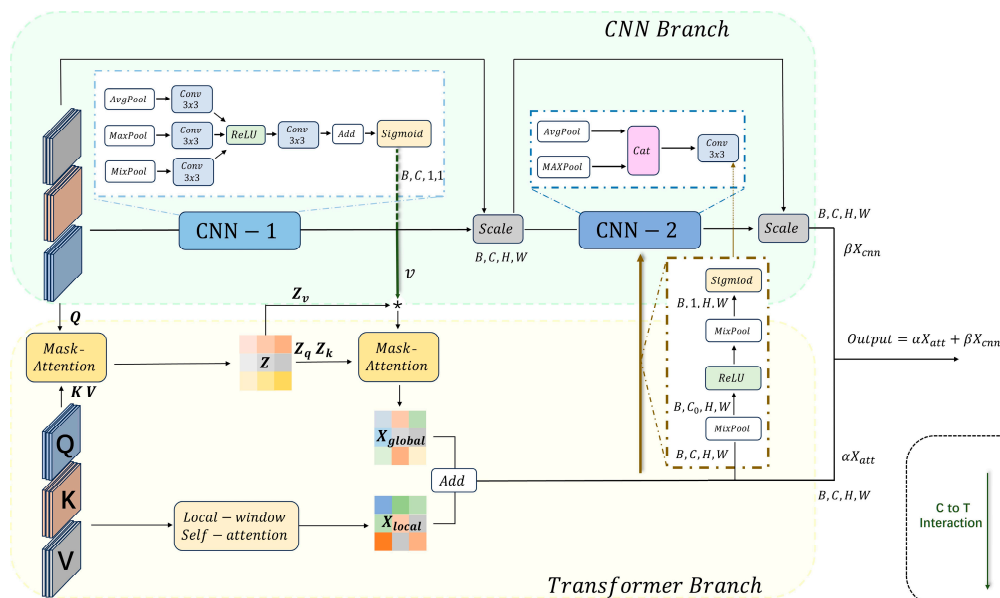 CNN Branch
AvgPool
Conv
3x3
MaxPool
Conv
3x3
ReLU
Conv
3x3
Add
Sigmoid
MixPool
Conv
3x3
B, C, 1,1
AvgPool
MAXPool
Cat
Conv
3x3
CNN − 1
Scale
B, C, H, W
CNN − 2
Scale
B, C, H, W
βX_cnn
v
Z_v
*
Q
Mask-
Attention
K V
Z
Z_q Z_k
Mask-
Attention
Sigmiod
B, 1, H, W
MixPool
ReLU
B, C_0, H, W
MixPool
B, C, H, W
Output = αX_att + βX_cnn
X_global
Q
K
V
Add
αX_att
B, C, H, W
Local−window
Self−attention
X_local
C to T
Interaction
Transformer Branch